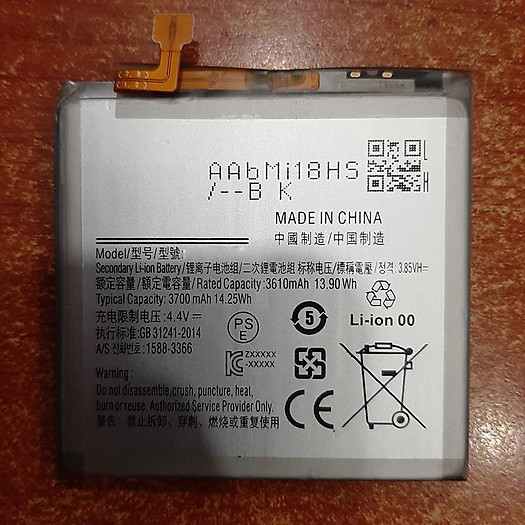 AAbMi18HS
/--B K
MADE IN CHINA
中國制造/中国制造
Model/型号/型號:
Secondary Li-ion Battery/锂离子电池组/二次鋰電池組 标称电压/標稱電壓/정격: 3.85VH=
额定容量/額定電容量/Rated Capacity:3610mAh 13.90 Wh
Typical Capacity: 3700 mAh 14.25Wh
充电限制电压: 4.4V=
执行标准:GB 31241-2014
A/S 전화번호: 1588-3366
PS
E
5
Li-ion 00
ZXXXXX
-XXXXX
Warning :
Do not disassemble,crush, puncture, heat,
burn or reuse. Authorized Service Provider Only.
警告: 禁止拆卸、穿刺、燃烧或重复使用
CE